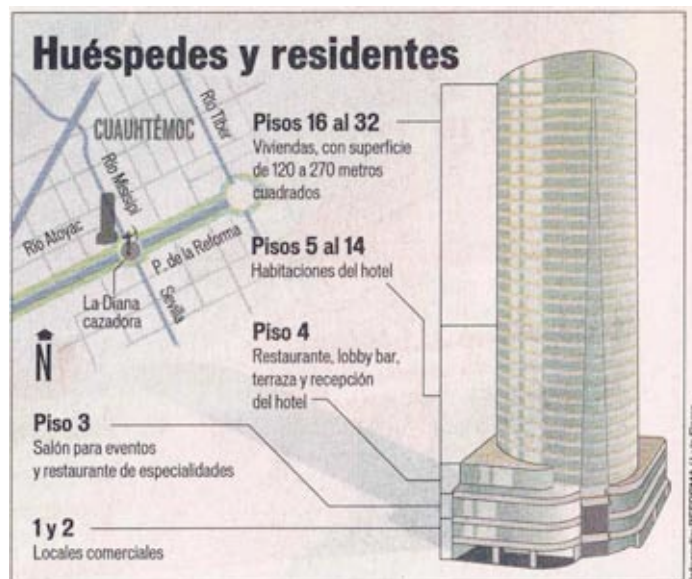 Huéspedes y residentes
CUAUHTÉMOC
Río Tíber
Río Misisipi
Río Atoyac
P. de la Reforma
Sevilla
La Diana
cazadora
N
Pisos 16 al 32
Viviendas, con superficie
de 120 a 270 metros
cuadrados
Pisos 5 al 14
Habitaciones del hotel
Piso 4
Restaurante, lobby bar,
terraza y recepción
del hotel
Piso 3
Salón para eventos
y restaurante de especialidades
1 y 2
Locales comerciales